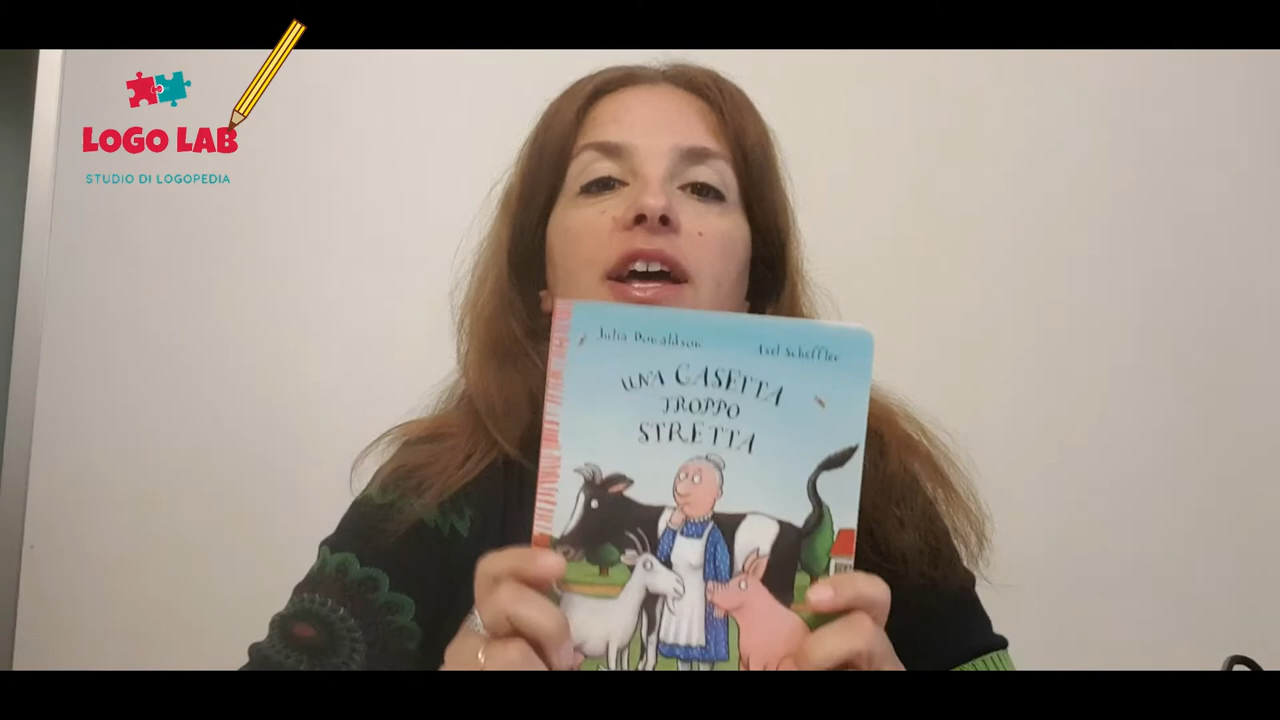 LOGO LAB
STUDIO DI LOGOPEDIA
Julia Donaldson Axel Scheffler
UNA CASETTA
TROPPO
STRETTA